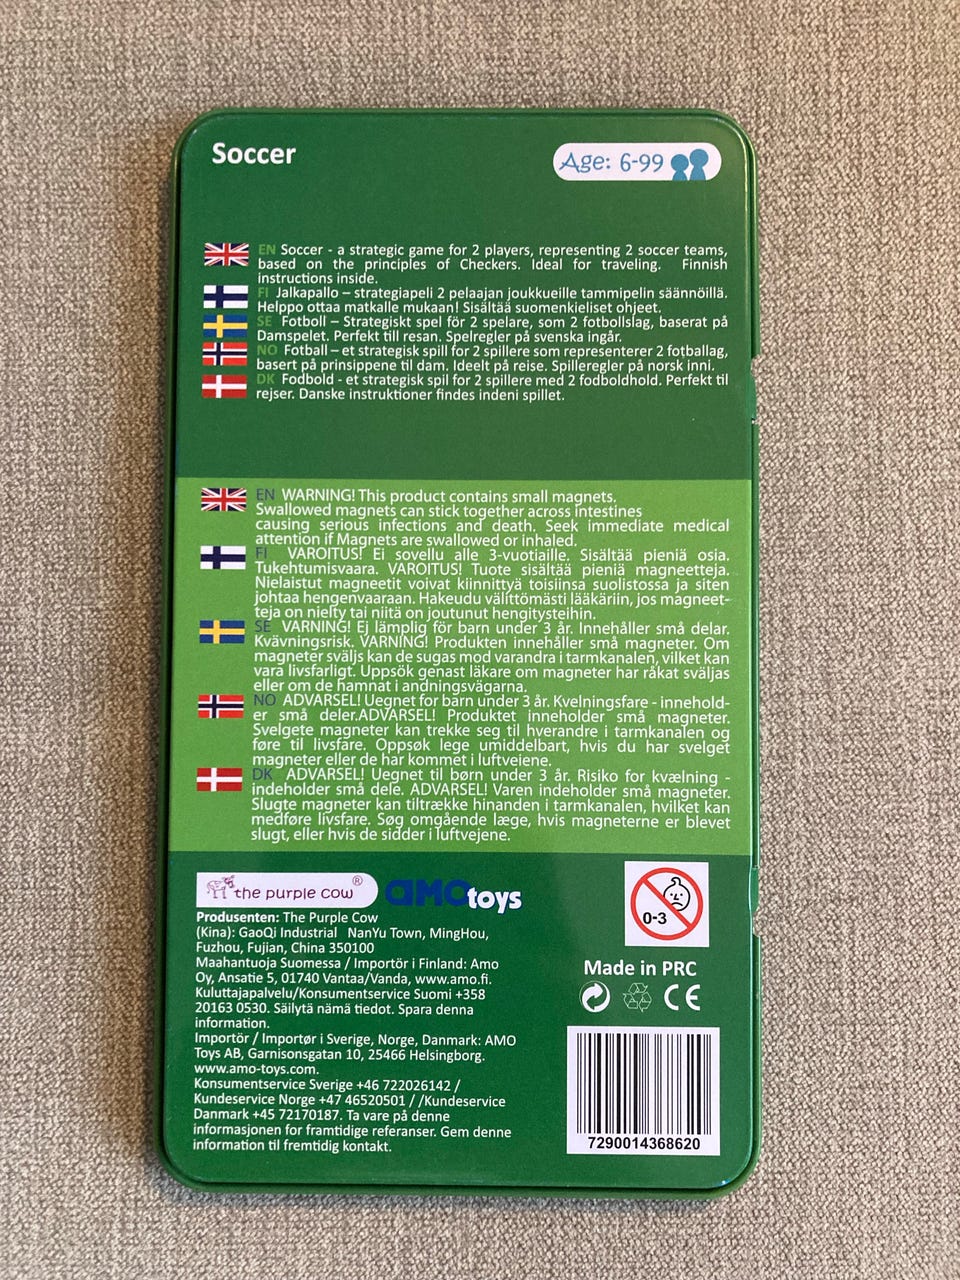 Soccer
Age: 6-99
EN Soccer - a strategic game for 2 players, representing 2 soccer teams,
based on the principles of Checkers. Ideal for traveling. Finnish
instructions inside.
FI Jalkapallo – strategiapeli 2 pelaajan joukkueille tammipelin säännöillä.
Helppo ottaa matkalle mukaan! Sisältää suomenkieliset ohjeet.
SE Fotboll – Strategiskt spel för 2 spelare, som 2 fotbollslag, baserat på
Damspelet. Perfekt till resan. Spelregler på svenska ingår.
NO Fotball – et strategisk spill for 2 spillere som representerer 2 fotballag,
basert på prinsippene til dam. Ideelt på reise. Spilleregler på norsk inni.
DK Fodbold - et strategisk spil for 2 spillere med 2 fodboldhold. Perfekt til
rejser. Danske instruktioner findes indeni spillet.
EN WARNING! This product contains small magnets.
Swallowed magnets can stick together across intestines
causing serious infections and death. Seek immediate medical
attention if Magnets are swallowed or inhaled.
FI VAROITUS! Ei sovellu alle 3-vuotiaille. Sisältää pieniä osia.
Tukehtumisvaara. VAROITUS! Tuote sisältää pieniä magneetteja.
Nielaistut magneetit voivat kiinnittyä toisiinsa suolistossa ja siten
johtaa hengenvaaraan. Hakeudu välittömästi lääkäriin, jos magneet-
teja on nielty tai niitä on joutunut hengitysteihin.
SE VARNING! Ej lämplig för barn under 3 år. Innehåller små delar.
Kvävningsrisk. VARNING! Produkten innehåller små magneter. Om
magneter sväljs kan de sugas mod varandra i tarmkanalen, vilket kan
vara livsfarligt. Uppsök genast läkare om magneter har råkat sväljas
eller om de hamnat i andningsvägarna.
NO ADVARSEL! Uegnet for barn under 3 år. Kvelningsfare - innehold-
er små deler.ADVARSEL! Produktet inneholder små magneter.
Svelgete magneter kan trekke seg til hverandre i tarmkanalen og
føre til livsfare. Oppsøk lege umiddelbart, hvis du har svelget
magneter eller de har kommet i luftveiene.
DK ADVARSEL! Uegnet til børn under 3 år. Risiko for kvælning -
indeholder små dele. ADVARSEL! Varen indeholder små magneter.
Slugte magneter kan tiltrække hinanden i tarmkanalen, hvilket kan
medføre livsfare. Søg omgående læge, hvis magneterne er blevet
slugt, eller hvis de sidder i luftvejene.
the purple cow®
AMO toys
Produsenten: The Purple Cow
(Kina): GaoQi Industrial NanYu Town, MingHou,
Fuzhou, Fujian, China 350100
Maahantuoja Suomessa / Importör i Finland: Amo
Oy, Ansatie 5, 01740 Vantaa/Vanda, www.amo.fi.
Kuluttajapalvelu/Konsumentservice Suomi +358
20163 0530. Säilytä nämä tiedot. Spara denna
information.
Importör / Importør i Sverige, Norge, Danmark: AMO
Toys AB, Garnisonsgatan 10, 25466 Helsingborg.
www.amo-toys.com.
Konsumentservice Sverige +46 722026142 /
Kundeservice Norge +47 46520501 / /Kundeservice
Danmark +45 72170187. Ta vare på denne
informasjonen for framtidige referanser. Gem denne
information til fremtidig kontakt.
0-3
Made in PRC
CE
7290014368620